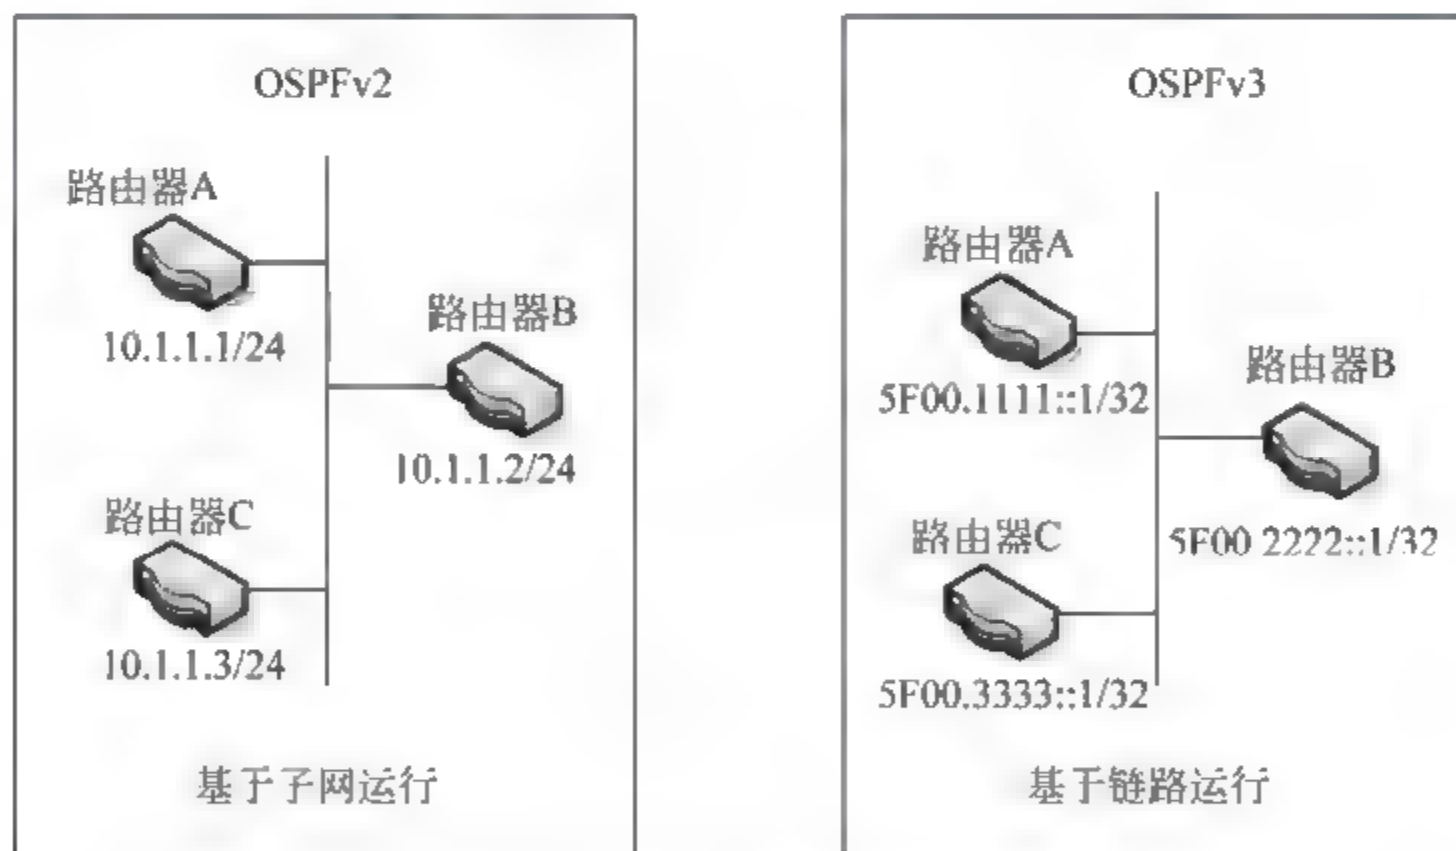 OSPFv2
路由器A
10.1.1.1/24
路由器B
10.1.1.2/24
路由器C
10.1.1.3/24
基于子网运行
OSPFv3
路由器A
5F00.1111::1/32
路由器B
5F00 2222::1/32
路由器C
5F00.3333::1/32
基于链路运行